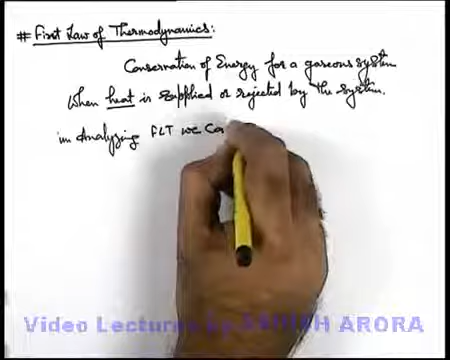 # First Law of Thermodynamics:
Conservation of Energy for a gaseous system
When heat is supplied or rejected by the system.
in Analyzing FLT we Co
Video Lectures by ASHISH ARORA